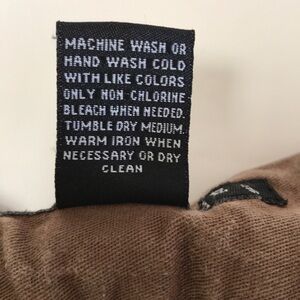 MACHINE WASH OR
HAND WASH COLD
WITH LIKE COLORS
ONLY NON CHLORINE
BLEACH WHEN NEEDED.
TUMBLE DRY MEDIUM.
WARM IRON WHEN
NECESSARY OR DRY
CLEAN